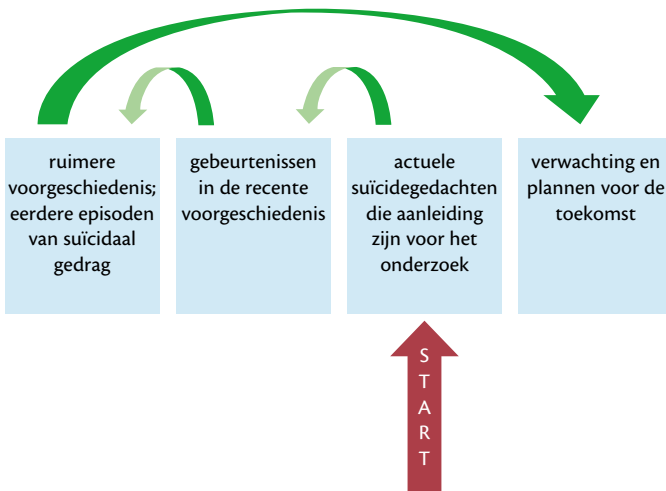 ruimere
voorgeschiedenis;
eerdere episoden
van suïcidaal
gedrag
gebeurtenissen
in de recente
voorgeschiedenis
actuele
suïcidegedachten
die aanleiding
zijn voor het
onderzoek
verwachting en
plannen voor de
toekomst
START